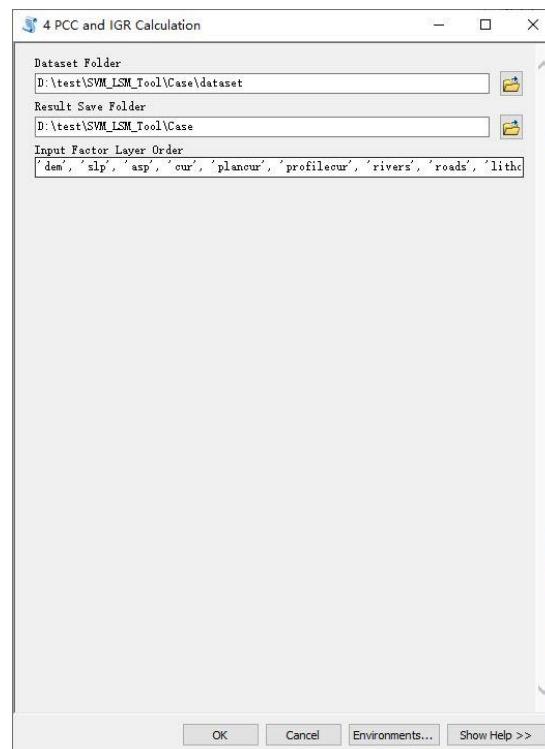 4 PCC and IGR Calculation
Dataset Folder
D:\test\SVM_LSM_Tool\Case\dataset
Result Save Folder
D:\test\SVM_LSM_Tool\Case
Input Factor Layer Order
'dem', 'slp', 'asp', 'cur', 'plancur', 'profilecur', 'rivers', 'roads',
OK Cancel Environments... Show Help >>